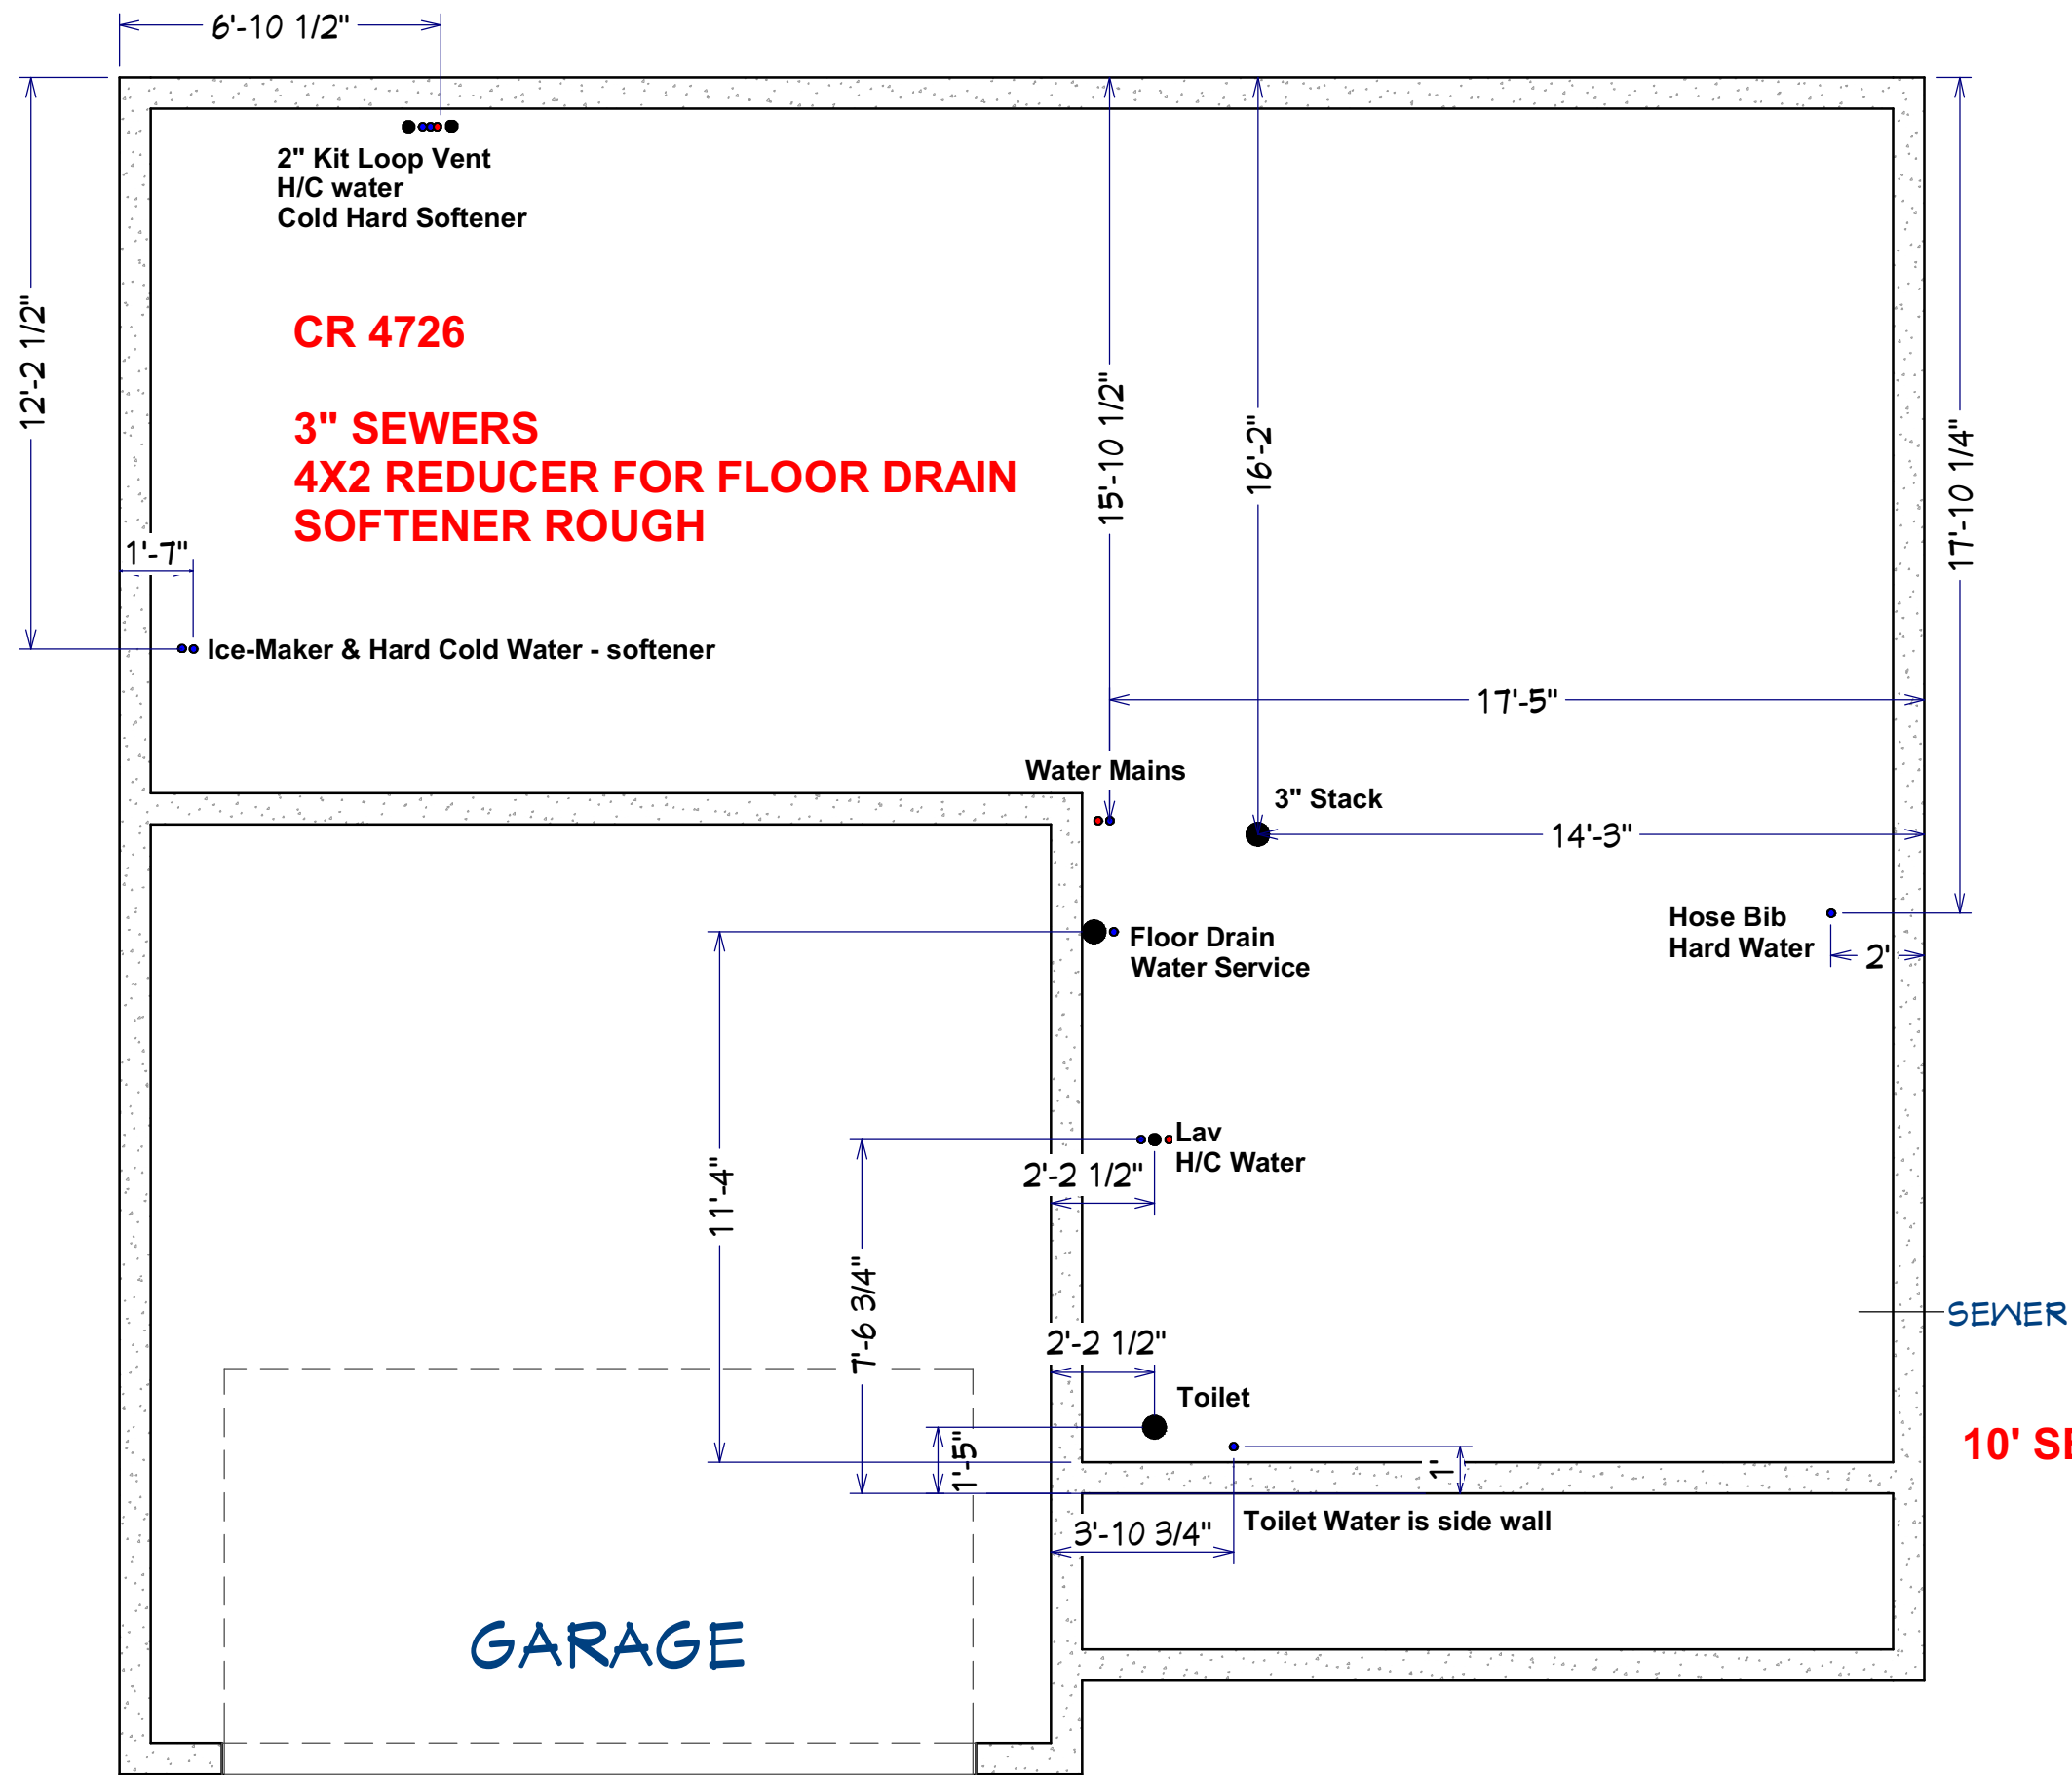 6'-10 1/2"
2" Kit Loop Vent
H/C water
Cold Hard Softener
12'-2 1/2"
CR 4726
3" SEWERS
4X2 REDUCER FOR FLOOR DRAIN
SOFTENER ROUGH
15'-10 1/2"
16'-2"
17'-10 1/4"
1'-7"
Ice-Maker & Hard Cold Water - softener
17'-5"
Water Mains
3" Stack
14'-3"
Hose Bib
Hard Water
2'
Floor Drain
Water Service
Lav
H/C Water
2'-2 1/2"
11'-4"
7'-6 3/4"
SEWER
2'-2 1/2"
Toilet
1'-5"
1'
10'
3'-10 3/4"
Toilet Water is side wall
GARAGE